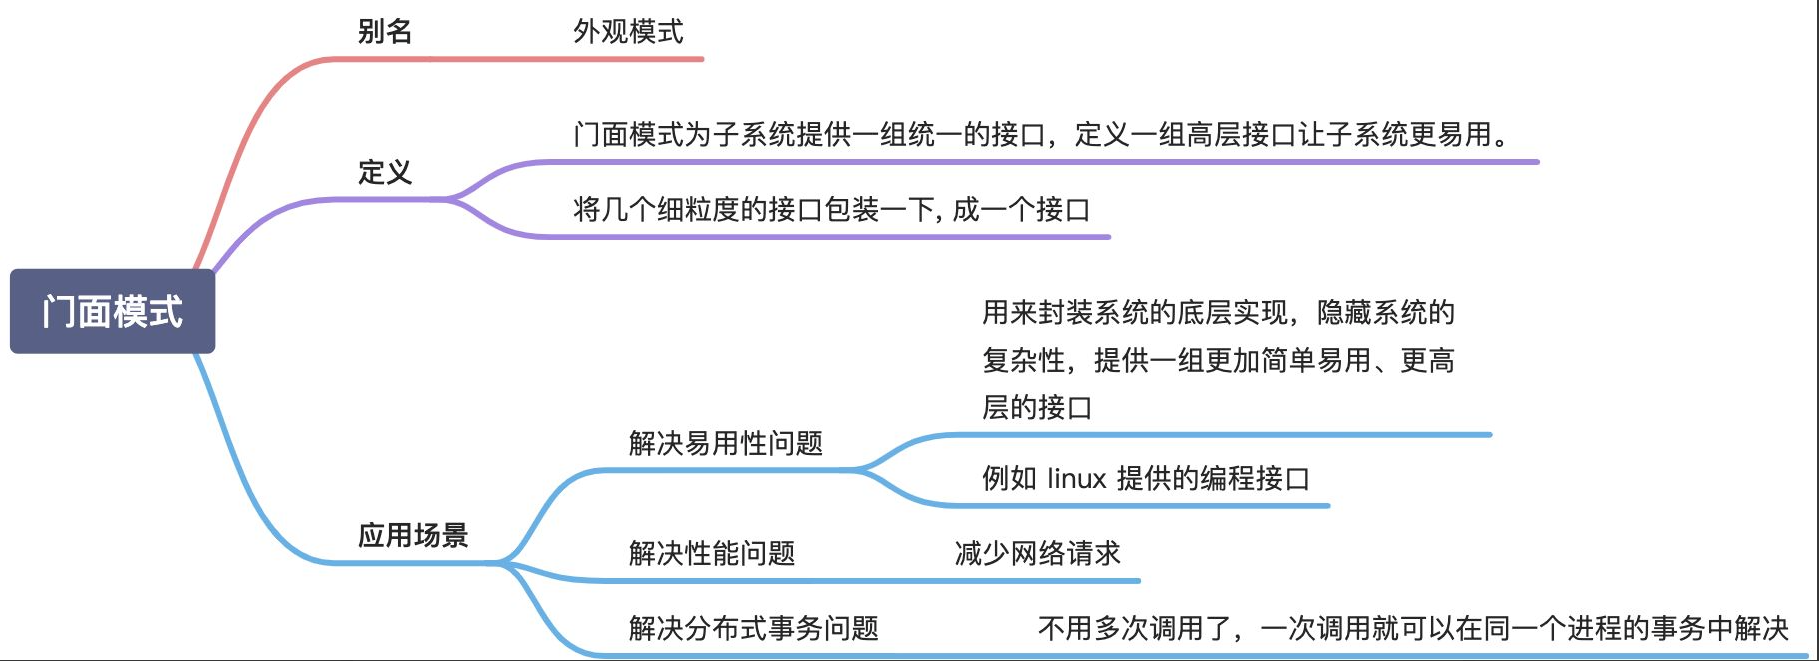 门面模式
别名
外观模式
定义
门面模式为子系统提供一组统一的接口，定义一组高层接口让子系统更易用。
将几个细粒度的接口包装一下, 成一个接口
应用场景
解决易用性问题
用来封装系统的底层实现，隐藏系统的
复杂性，提供一组更加简单易用、更高
层的接口
例如 linux 提供的编程接口
解决性能问题
减少网络请求
解决分布式事务问题
不用多次调用了，一次调用就可以在同一个进程的事务中解决